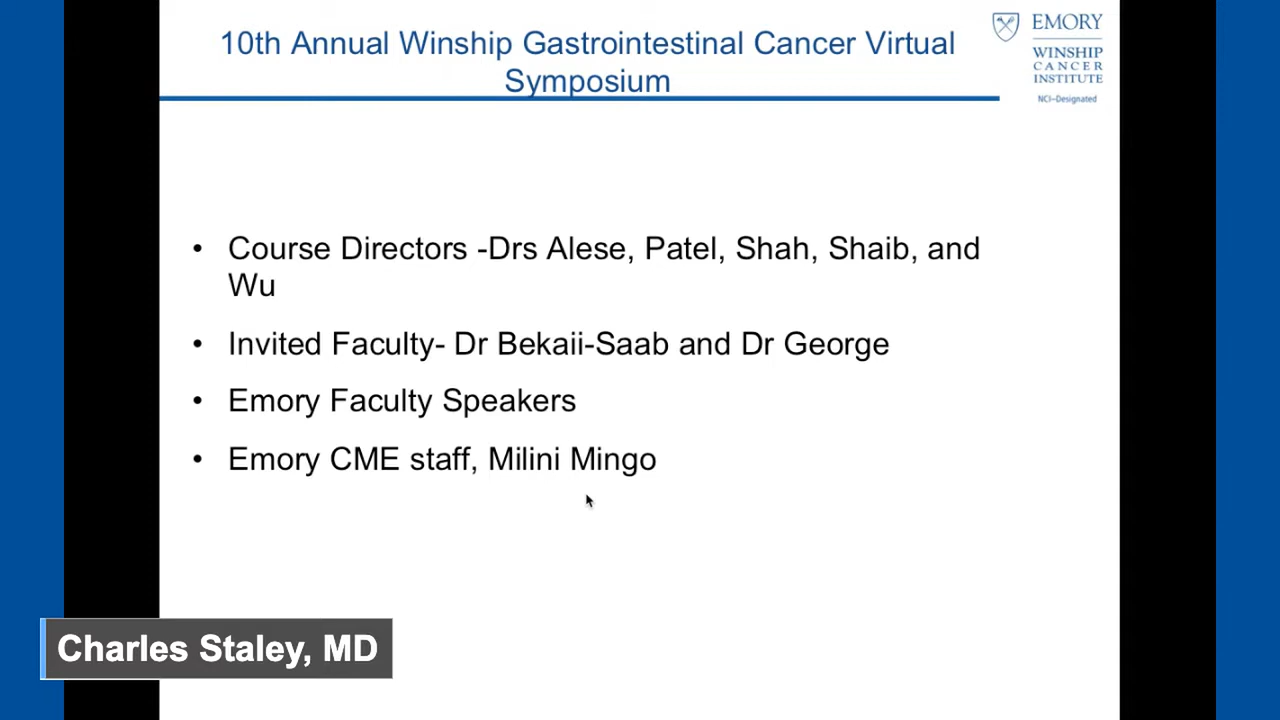 10th Annual Winship Gastrointestinal Cancer Virtual
Symposium
EMORY
WINSHIP
CANCER
INSTITUTE
NCI–Designated
• Course Directors -Drs Alese, Patel, Shah, Shaib, and
Wu
• Invited Faculty- Dr Bekaii-Saab and Dr George
• Emory Faculty Speakers
• Emory CME staff, Milini Mingo
Charles Staley, MD